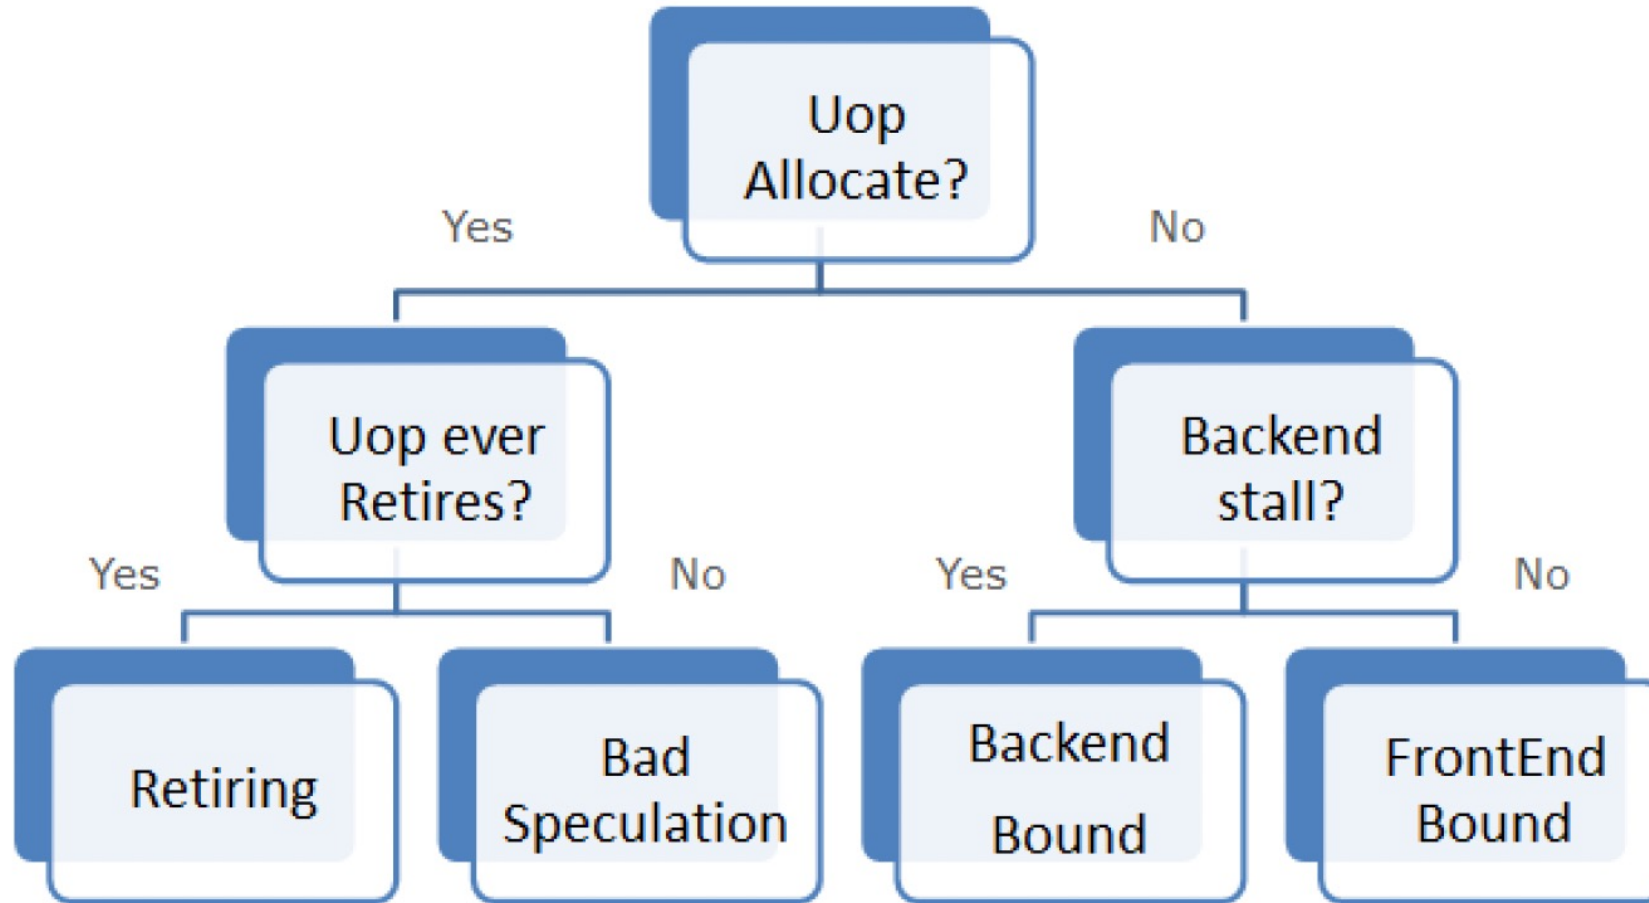 Uop
Allocate?
Yes
No
Uop ever
Retires?
Backend
stall?
Yes
No
Yes
No
Retiring
Bad
Speculation
Backend
Bound
FrontEnd
Bound